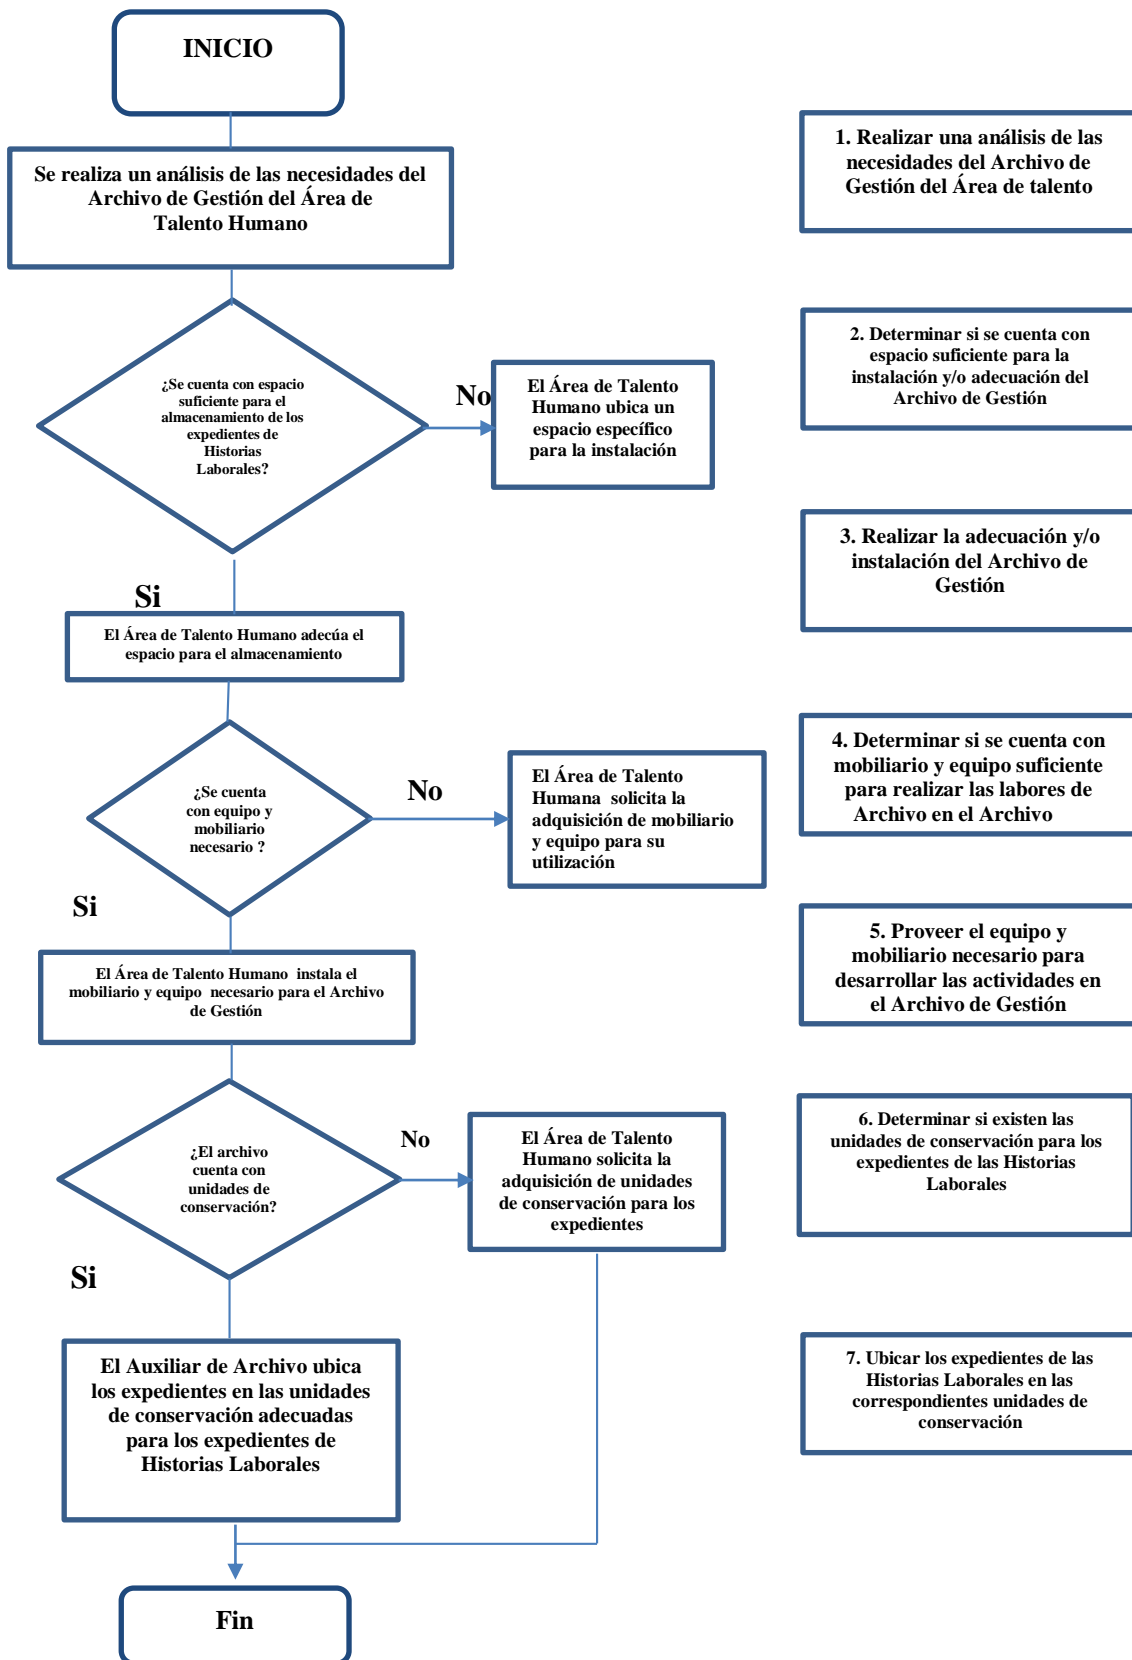 INICIO
Se realiza un análisis de las necesidades del
Archivo de Gestión del Área de
Talento Humano
¿Se cuenta con espacio
suficiente para el
almacenamiento de los
expedientes de
Historias
Laborales?
No
El Área de Talento
Humano ubica un
espacio específico
para la instalación
Si
El Área de Talento Humano adecúa el
espacio para el almacenamiento
¿Se cuenta
con equipo y
mobiliario
necesario ?
No
El Área de Talento
Humana solicita la
adquisición de mobiliario
y equipo para su
utilización
Si
El Área de Talento Humano instala el
mobiliario y equipo necesario para el Archivo
de Gestión
¿El archivo
cuenta con
unidades de
conservación?
No
El Área de Talento
Humano solicita la
adquisición de unidades
de conservación para los
expedientes
Si
El Auxiliar de Archivo ubica
los expedientes en las unidades
de conservación adecuadas
para los expedientes de
Historias Laborales
Fin
1. Realizar una análisis de las
necesidades del Archivo de
Gestión del Área de talento
2. Determinar si se cuenta con
espacio suficiente para la
instalación y/o adecuación del
Archivo de Gestión
3. Realizar la adecuación y/o
instalación del Archivo de
Gestión
4. Determinar si se cuenta con
mobiliario y equipo suficiente
para realizar las labores de
Archivo en el Archivo
5. Proveer el equipo y
mobiliario necesario para
desarrollar las actividades en
el Archivo de Gestión
6. Determinar si existen las
unidades de conservación para los
expedientes de las Historias
Laborales
7. Ubicar los expedientes de las
Historias Laborales en las
correspondientes unidades de
conservación